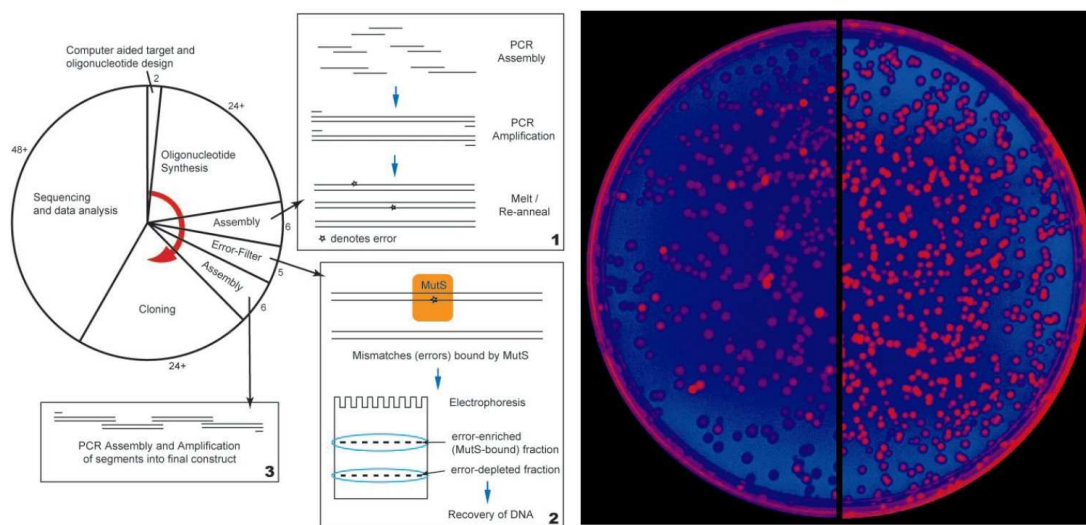 Computer aided target and
oligonucleotide design
2
24+
48+
Oligonucleotide
Synthesis
Sequencing
and data analysis
Assembly
6
Error-Filter
5
Assembly
6
Cloning
24+
PCR
Assembly
PCR
Amplification
Melt /
Re-anneal
☆ denotes error
1
MutS
Mismatches (errors) bound by MutS
Electrophoresis
error-enriched
(MutS-bound) fraction
error-depleted fraction
Recovery of DNA
2
PCR Assembly and Amplification
of segments into final construct
3